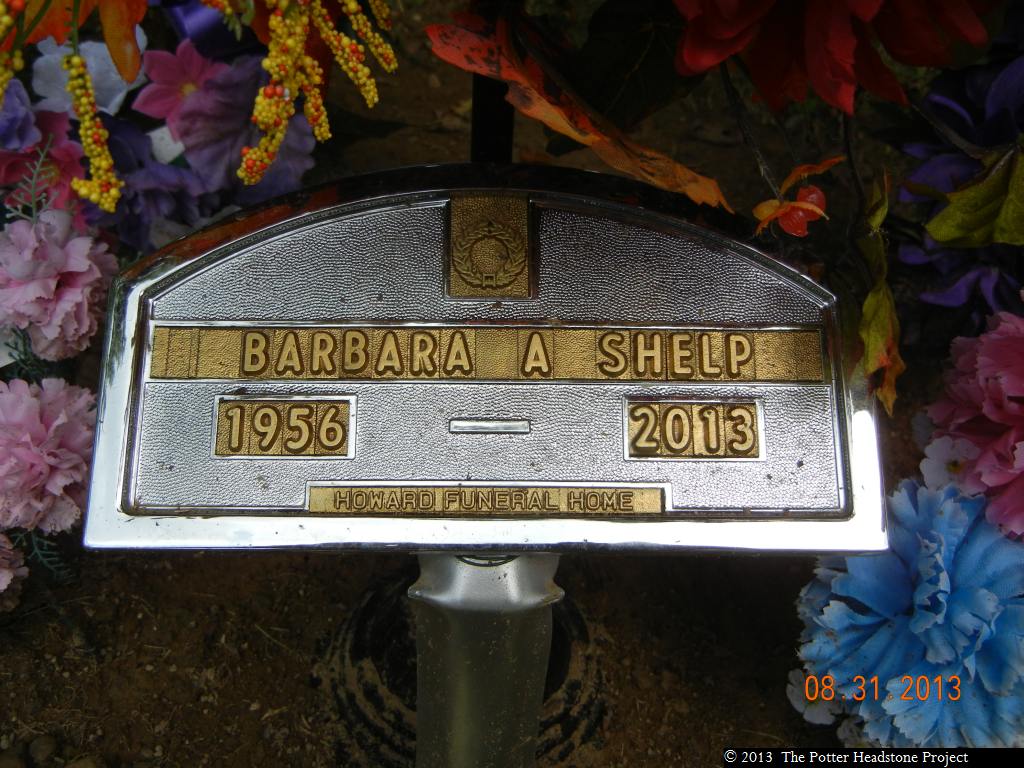 BARBARA A SHELP
1956 — 2013
HOWARD FUNERAL HOME
08.31.2013
© 2013 The Potter Headstone Project